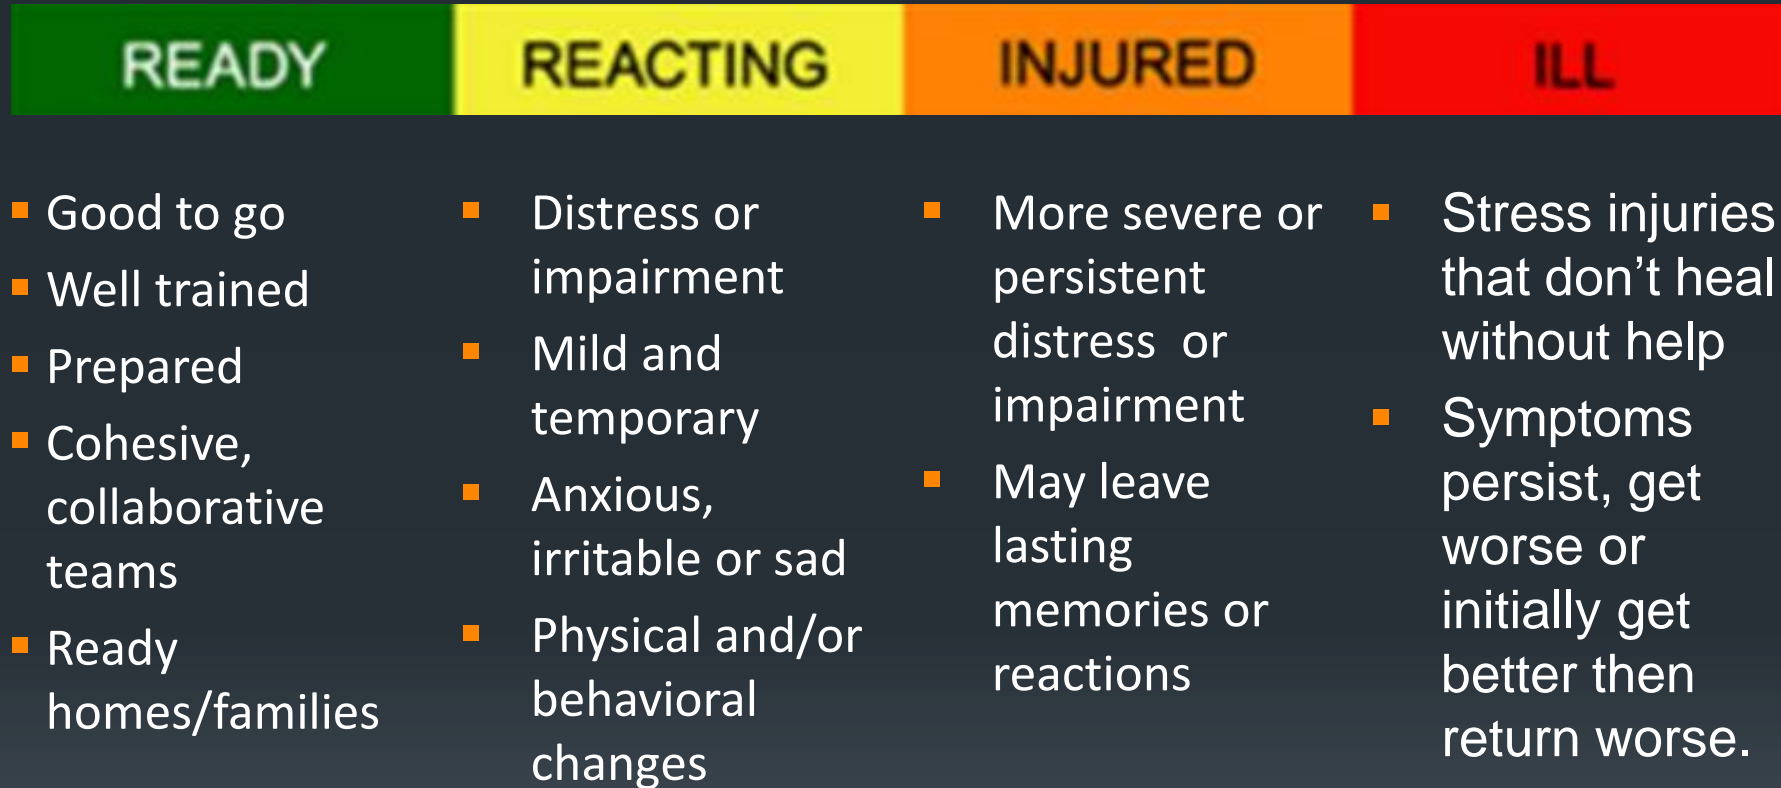 READY
REACTING
INJURED
ILL
▪ Good to go
▪ Well trained
▪ Prepared
▪ Cohesive,
collaborative
teams
▪ Ready
homes/families
▪ Distress or
impairment
▪ Mild and
temporary
▪ Anxious,
irritable or sad
▪ Physical and/or
behavioral
changes
▪ More severe or
persistent
distress  or
impairment
▪ May leave
lasting
memories or
reactions
▪ Stress injuries
that don’t heal
without help
▪ Symptoms
persist, get
worse or
initially get
better then
return worse.